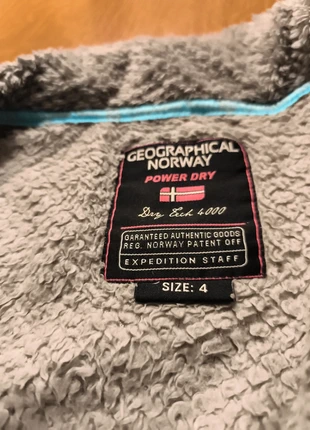 GEOGRAPHICAL
NORWAY
POWER DRY
Dry Tech 4000
GARANTEED AUTHENTIC GOODS
REG. NORWAY PATENT OFF
EXPEDITION STAFF
SIZE: 4